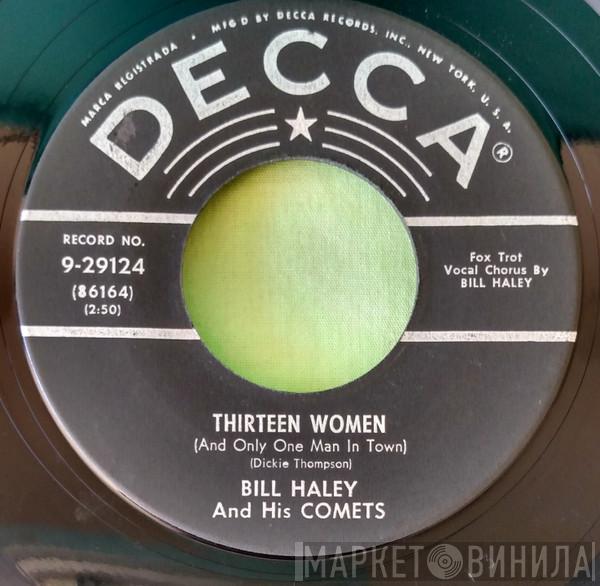 MARCA REGISTRADA • MFG'D BY DECCA RECORDS, INC., NEW YORK, U. S. A.
DECCA®
RECORD NO.
9-29124
(86164)
(2:50)
Fox Trot
Vocal Chorus By
BILL HALEY
THIRTEEN WOMEN
(And Only One Man In Town)
(Dickie Thompson)
BILL HALEY
And His COMETS
МАРКЕТ ВИНИЛА